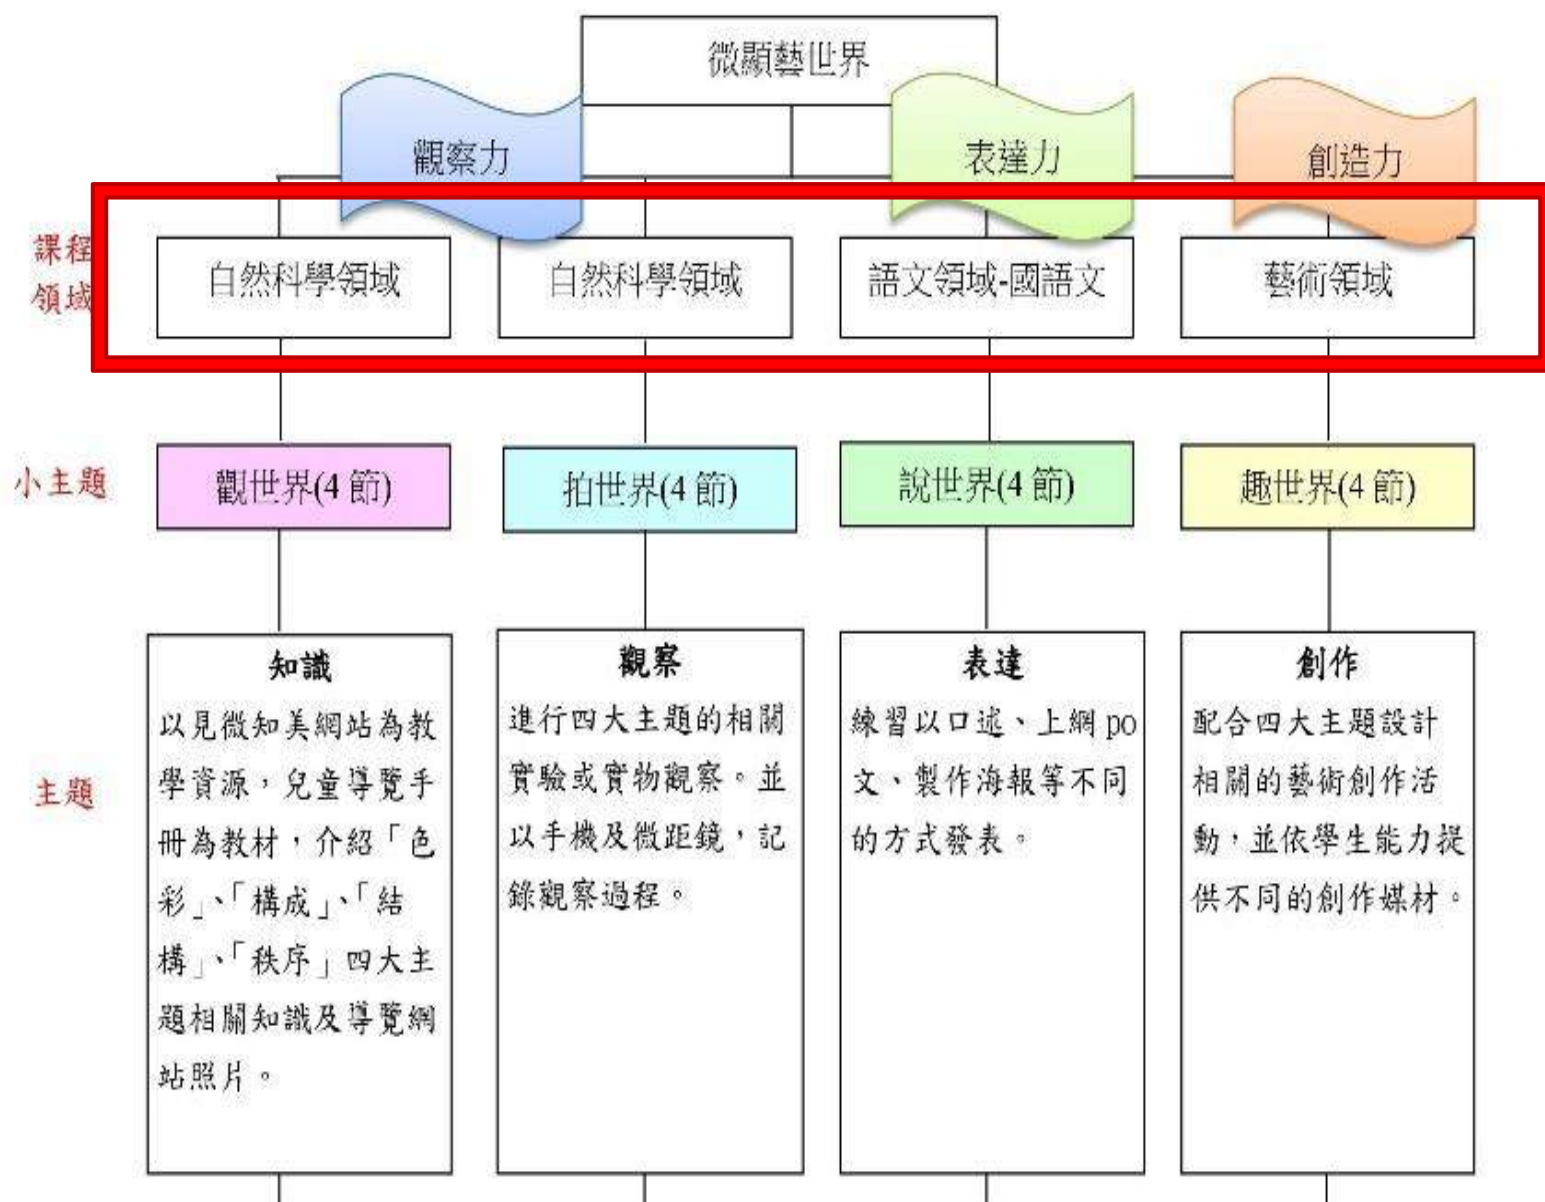 微顯藝世界
觀察力
表達力
創造力
課程
領域
自然科學領域
自然科學領域
語文領域-國語文
藝術領域
小主題
觀世界(4 節)
拍世界(4 節)
說世界(4 節)
趣世界(4 節)
主題
知識
以見微知美網站為教
學資源，兒童導覽手
冊為教材，介紹「色
彩」、「構成」、「結
構」、「秩序」四大主
題相關知識及導覽網
站照片。
觀察
進行四大主題的相關
實驗或實物觀察。並
以手機及微距鏡，記
錄觀察過程。
表達
練習以口述、上網 po
文、製作海報等不同
的方式發表。
創作
配合四大主題設計
相關的藝術創作活
動，並依學生能力提
供不同的創作媒材。